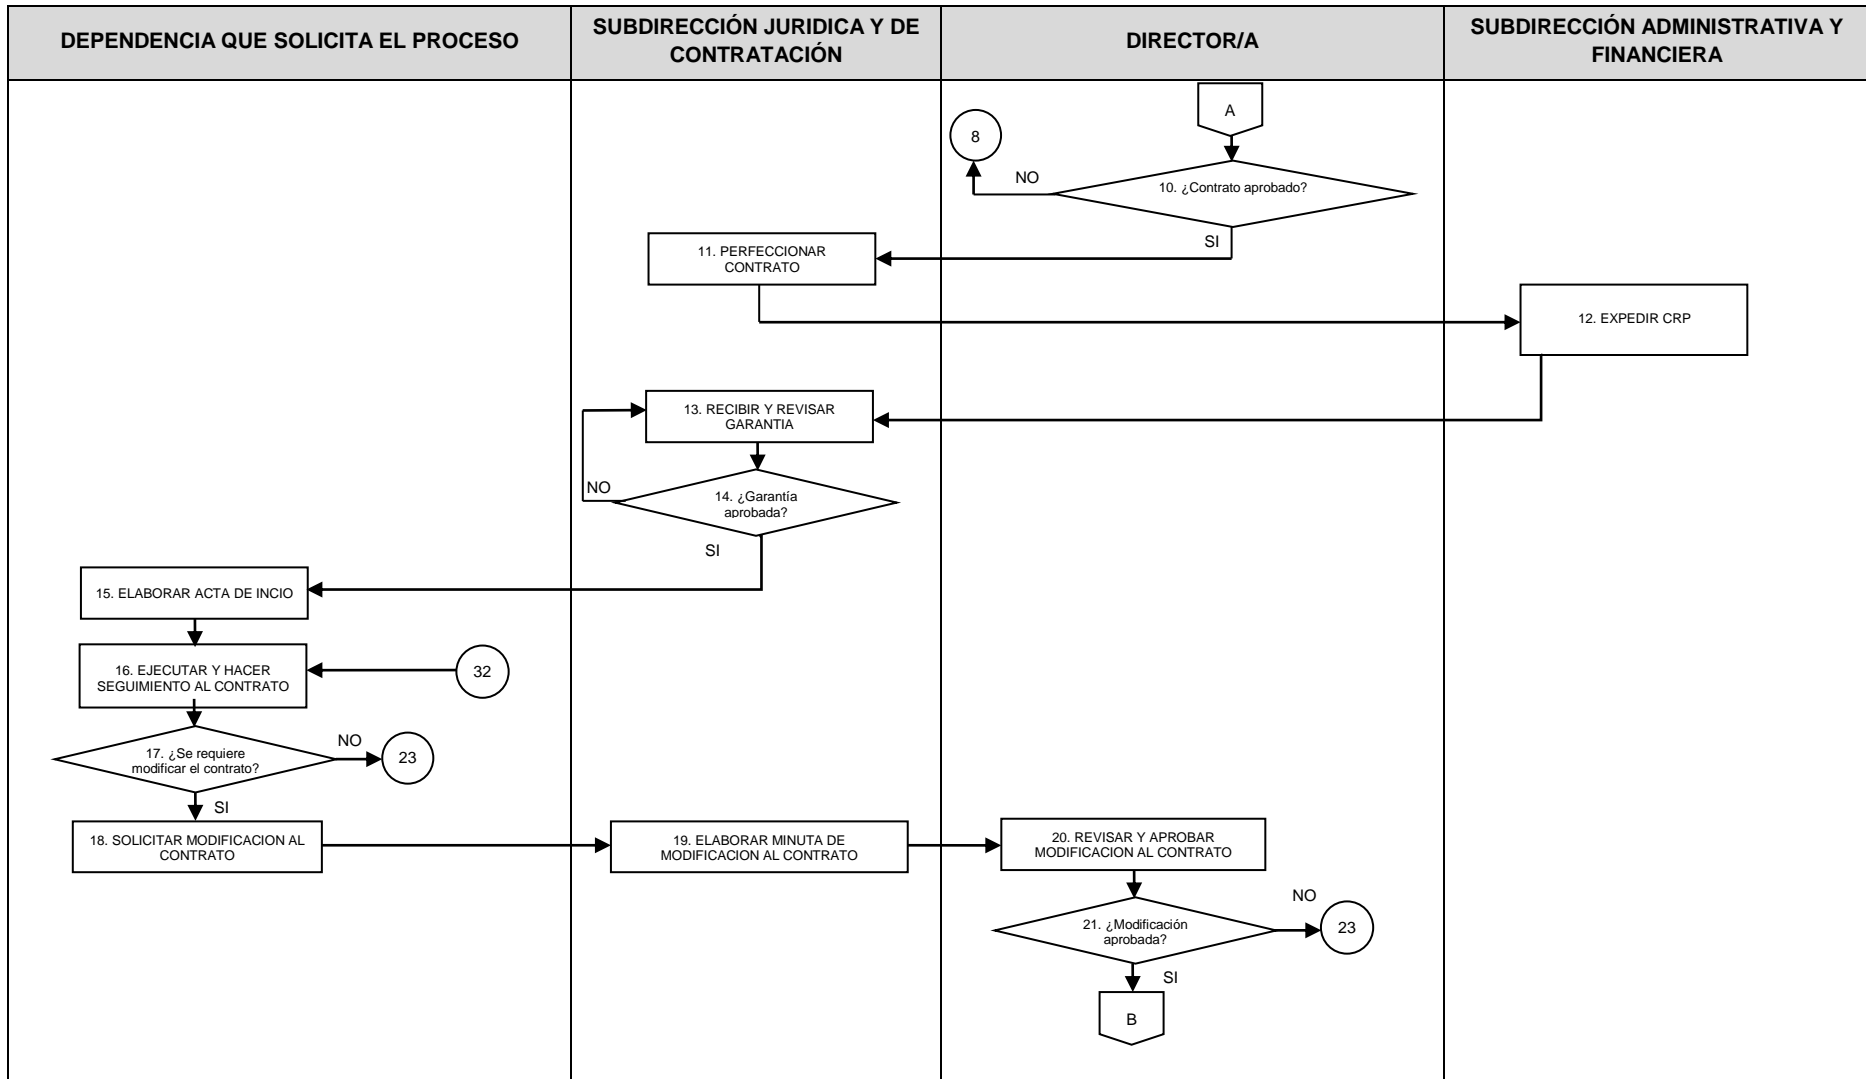 DEPENDENCIA QUE SOLICITA EL PROCESO
SUBDIRECCIÓN JURIDICA Y DE
CONTRATACIÓN
DIRECTOR/A
SUBDIRECCIÓN ADMINISTRATIVA Y
FINANCIERA
A
8
NO
10. ¿Contrato aprobado?
SI
11. PERFECCIONAR
CONTRATO
12. EXPEDIR CRP
13. RECIBIR Y REVISAR
GARANTIA
NO
14. ¿Garantía
aprobada?
SI
15. ELABORAR ACTA DE INCIO
16. EJECUTAR Y HACER
SEGUIMIENTO AL CONTRATO
32
17. ¿Se requiere
modificar el contrato?
NO
23
SI
18. SOLICITAR MODIFICACION AL
CONTRATO
19. ELABORAR MINUTA DE
MODIFICACION AL CONTRATO
20. REVISAR Y APROBAR
MODIFICACION AL CONTRATO
21. ¿Modificación
aprobada?
NO
23
SI
B